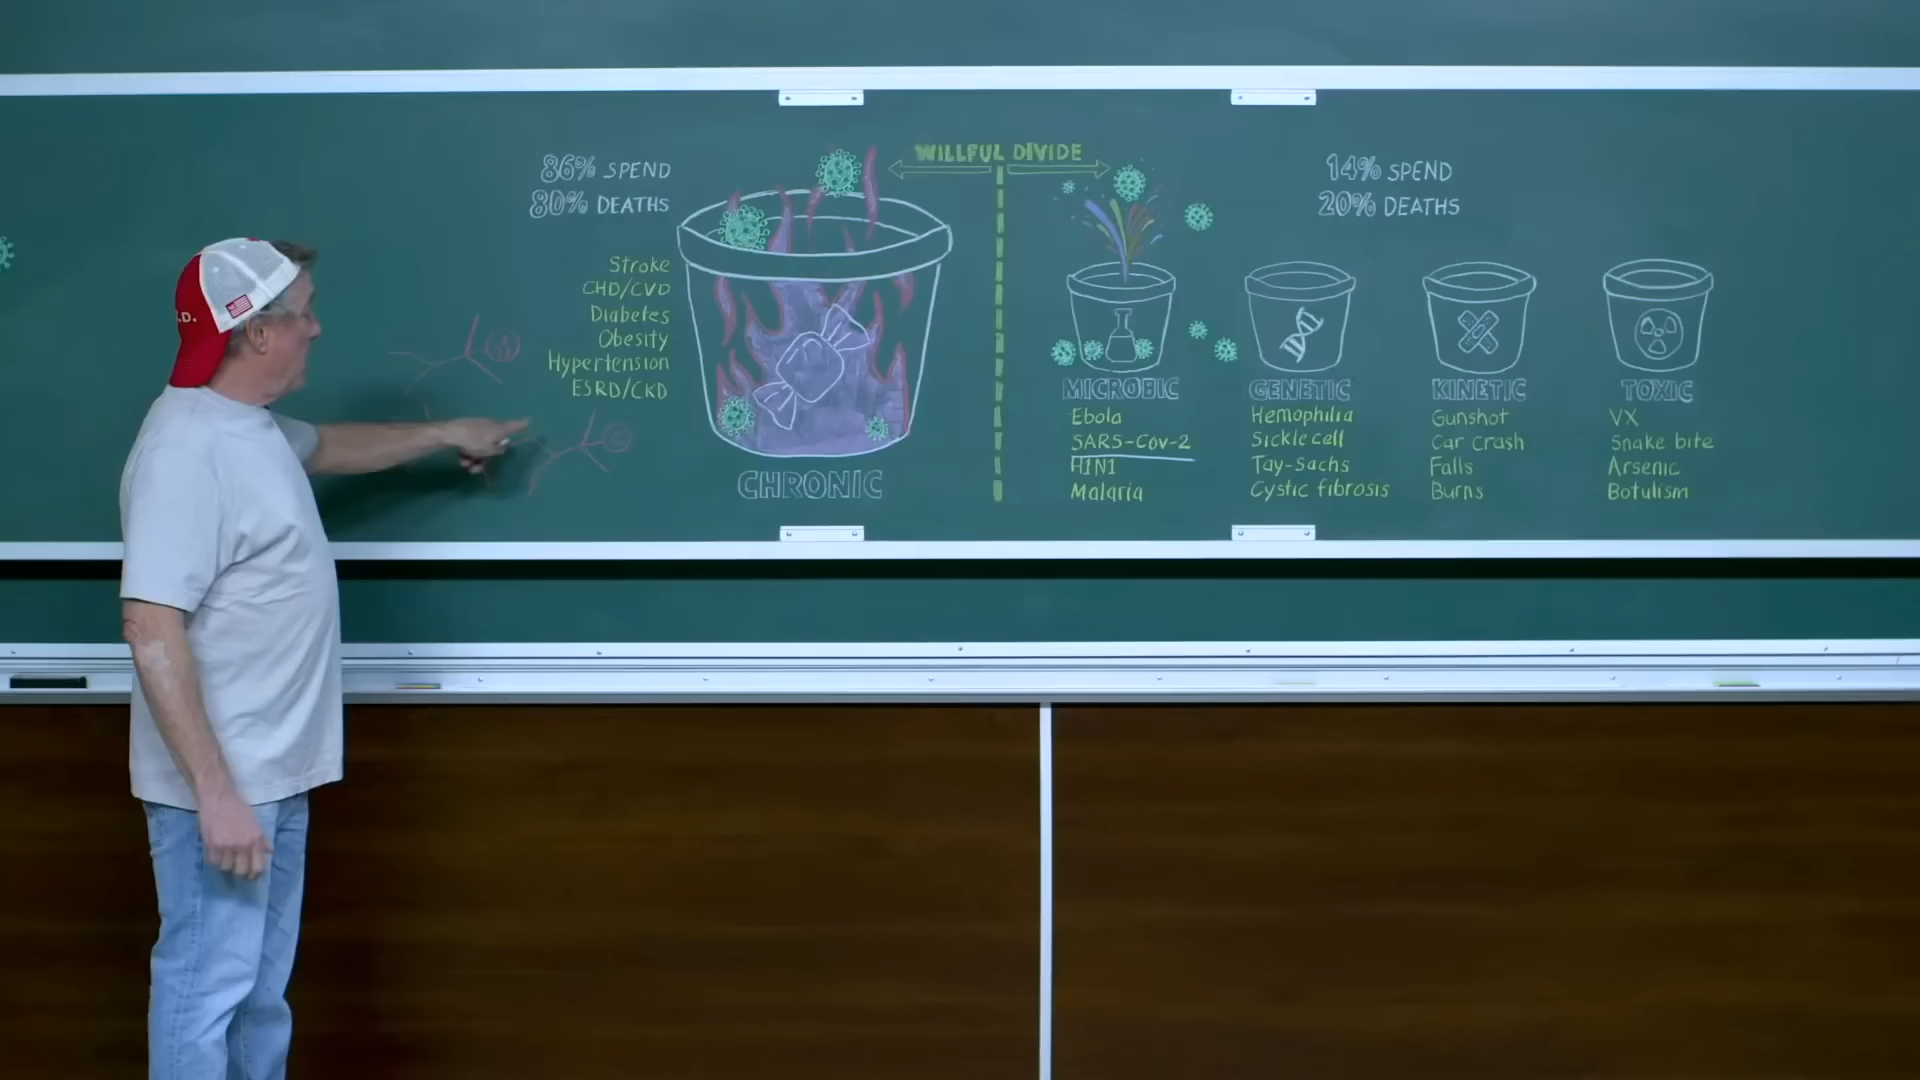 86% SPEND
80% DEATHS
Stroke
CHD/CVD
Diabetes
Obesity
Hypertension
ESRD/CKD
CHRONIC
WILLFUL DIVIDE
14% SPEND
20% DEATHS
MICROBIC
Ebola
SARS-Cov-2
H1N1
Malaria
GENETIC
Hemophilia
Sickle cell
Tay-Sachs
Cystic fibrosis
KINETIC
Gunshot
Car crash
Falls
Burns
TOXIC
VX
Snake bite
Arsenic
Botulism
.D.